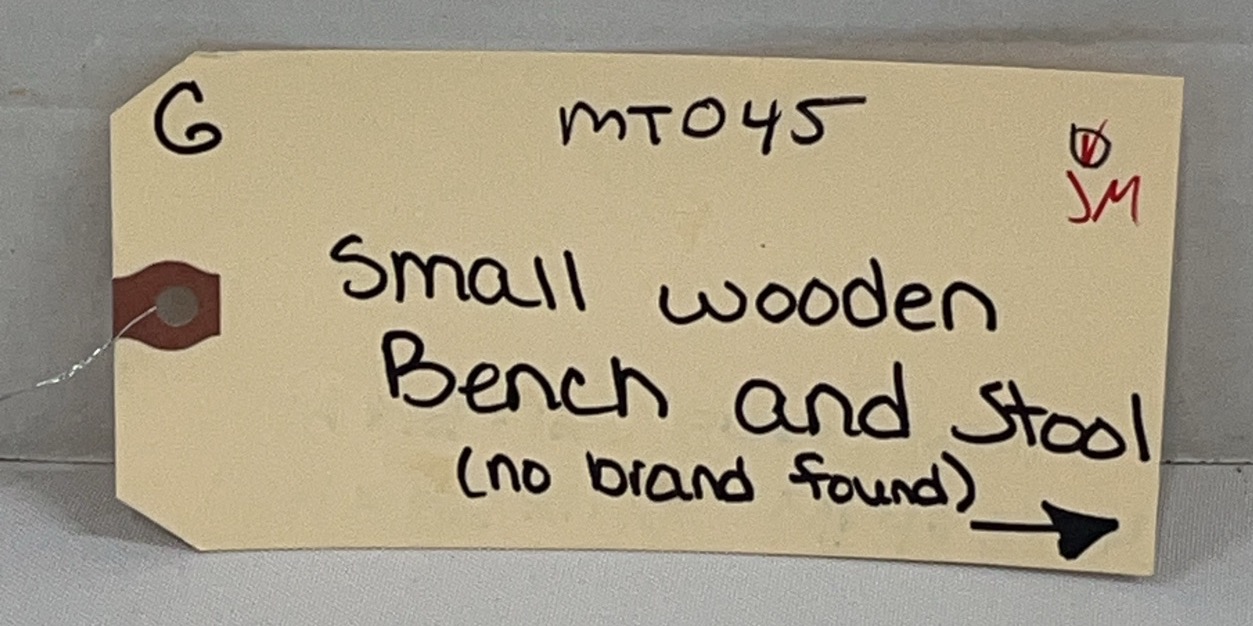 G
MT045
JM
Small wooden
Bench and Stool
(no brand found)